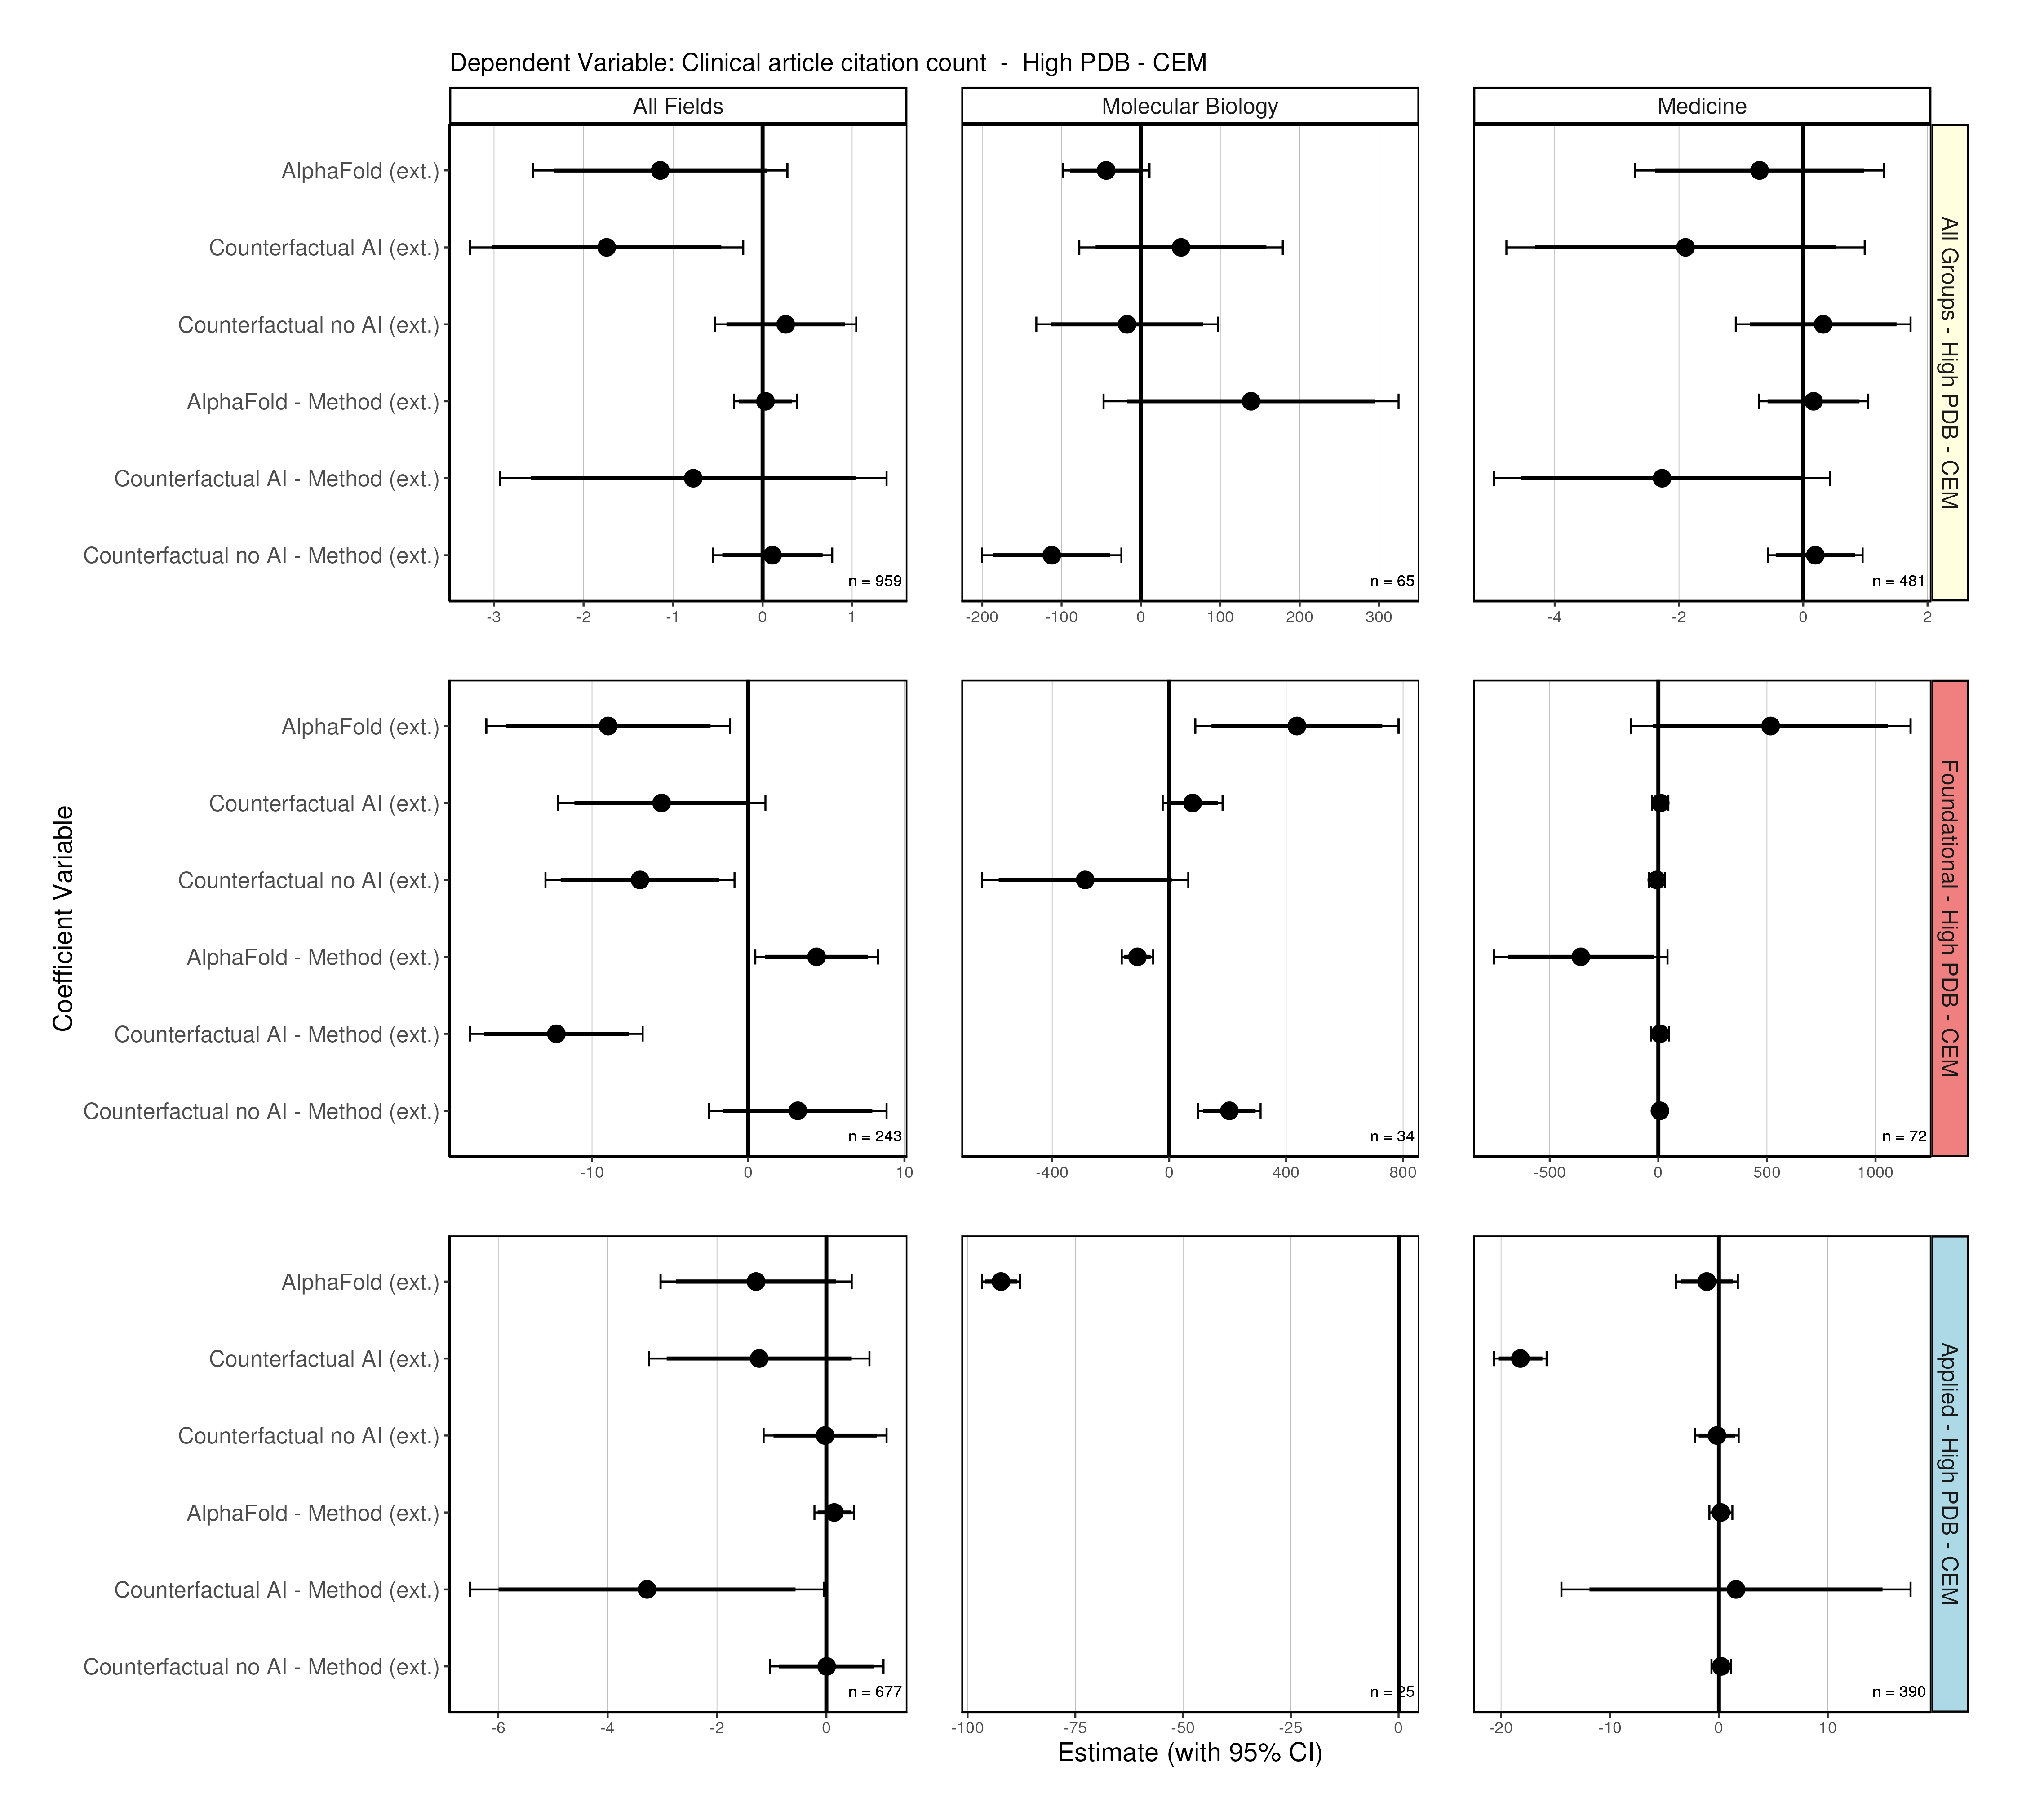 Dependent Variable: Clinical article citation count - High PDB - CEM
All Fields
Molecular Biology
Medicine
Coefficient Variable
AlphaFold (ext.)
Counterfactual AI (ext.)
Counterfactual no AI (ext.)
AlphaFold - Method (ext.)
Counterfactual AI - Method (ext.)
Counterfactual no AI - Method (ext.)
n = 959
n = 65
n = 481
-3 -2 -1 0 1
-200 -100 0 100 200 300
-4 -2 0 2
All Groups - High PDB - CEM
AlphaFold (ext.)
Counterfactual AI (ext.)
Counterfactual no AI (ext.)
AlphaFold - Method (ext.)
Counterfactual AI - Method (ext.)
Counterfactual no AI - Method (ext.)
n = 243
n = 34
n = 72
-10 0 10
-400 0 400 800
-500 0 500 1000
Foundational - High PDB - CEM
AlphaFold (ext.)
Counterfactual AI (ext.)
Counterfactual no AI (ext.)
AlphaFold - Method (ext.)
Counterfactual AI - Method (ext.)
Counterfactual no AI - Method (ext.)
n = 677
n = 25
n = 390
-6 -4 -2 0
-100 -75 -50 -25 0
-20 -10 0 10
Applied - High PDB - CEM
Estimate (with 95% CI)